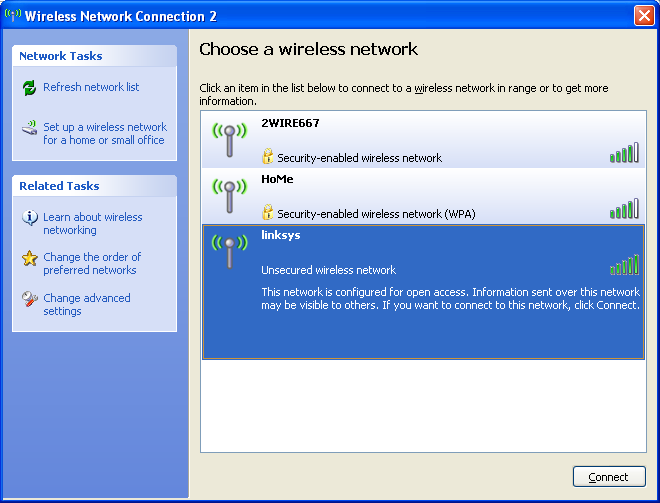 Wireless Network Connection 2
Network Tasks
Refresh network list
Set up a wireless network
for a home or small office
Related Tasks
Learn about wireless
networking
Change the order of
preferred networks
Change advanced
settings
Choose a wireless network
Click an item in the list below to connect to a wireless network in range or to get more
information.
2WIRE667
Security-enabled wireless network
HoMe
Security-enabled wireless network (WPA)
linksys
Unsecured wireless network
This network is configured for open access. Information sent over this network
may be visible to others. If you want to connect to this network, click Connect.
Connect